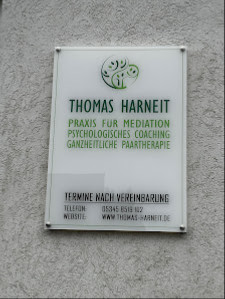 THOMAS HARNEIT
PRAXIS FÜR MEDIATION
PSYCHOLOGISCHES COACHING
GANZHEITLICHE PAARTHERAPIE
TERMINE NACH VEREINBARUNG
TELEFON:
WEBSITE: WWW.THOMAS-HARNEIT.DE